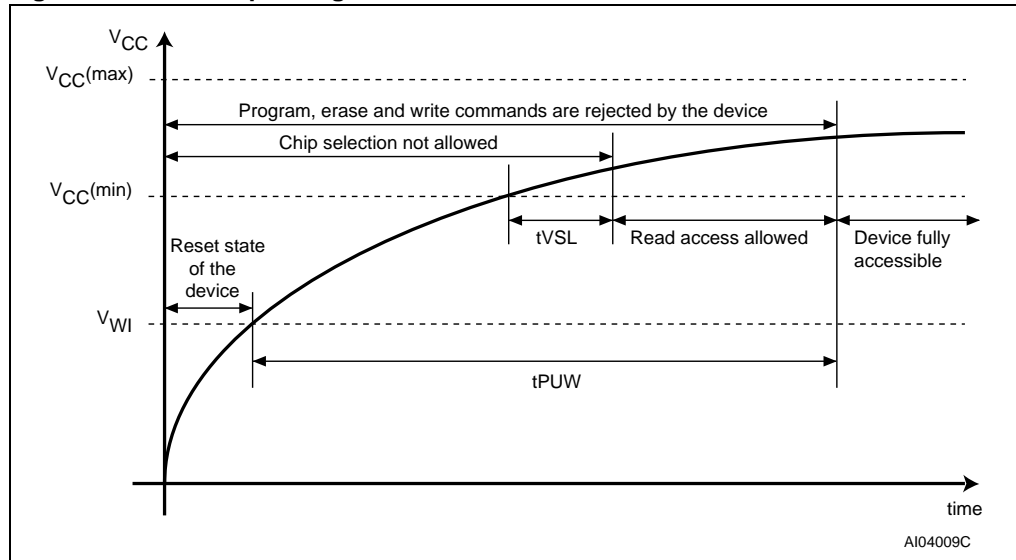 VCC
VCC(max)
Program, erase and write commands are rejected by the device
Chip selection not allowed
VCC(min)
tVSL
Read access allowed
Device fully
accessible
Reset state
of the
device
VWI
tPUW
time
AI04009C